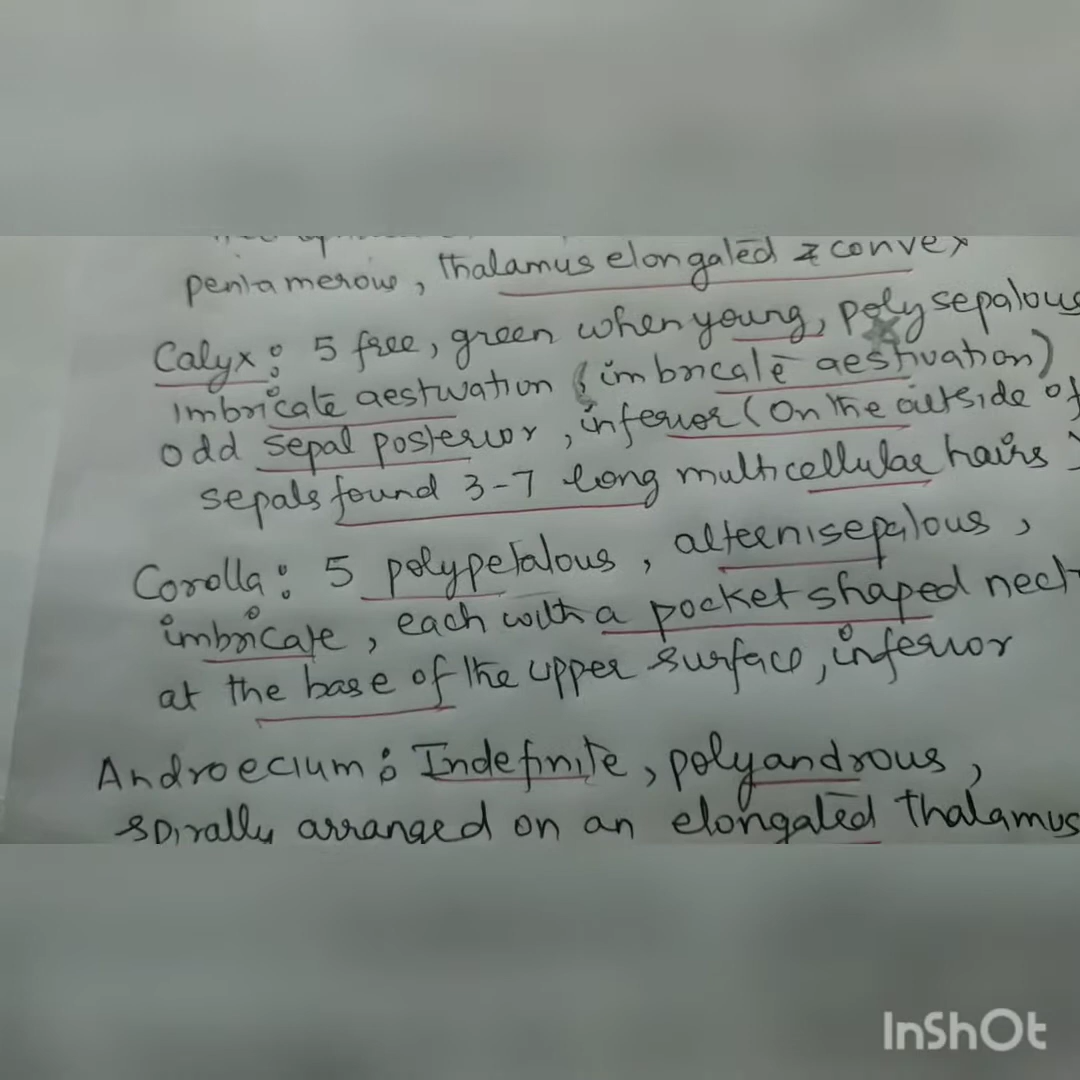 pentamerous, thalamus elongated & convex
Calyx: 5 free, green when young, polysepalous
Imbricate aestivation (imbricate aestivation)
odd sepal posterior, inferior (On the outside of
sepals found 3-7 long multicellular hairs)
Corolla: 5 polypetalous, alternisepalous,
imbricate, each with a pocket shaped nect
at the base of the upper surface, inferior
Androecium: Indefinite, polyandrous,
spirally arranged on an elongated thalamus
InShOt